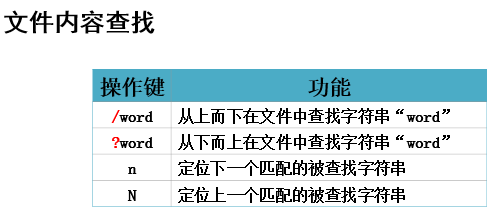 文件内容查找
操作键 功能
/word 从上而下在文件中查找字符串“word”
?word 从下而上在文件中查找字符串“word”
n 定位下一个匹配的被查找字符串
N 定位上一个匹配的被查找字符串